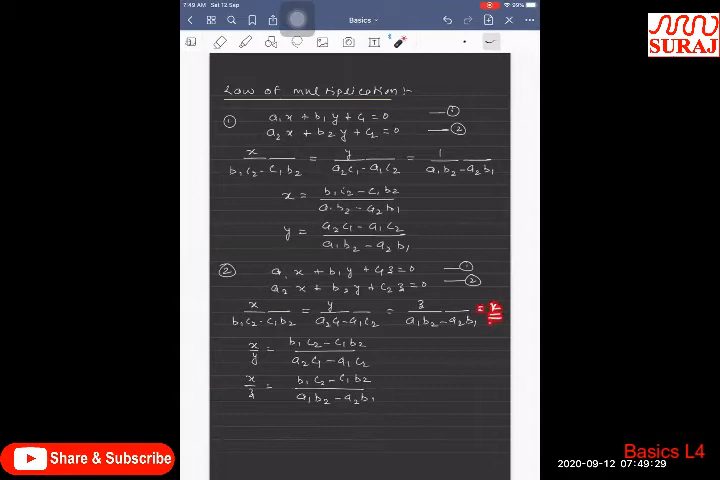 7:49 AM Sat 12 Sep
99%
Basics
SURAJ
Law of multiplication:-
① a₁x + b₁y + c₁ = 0 —①
a₂x + b₂y + c₂ = 0 —②
x/(b₁c₂ - c₁b₂) = y/(a₂c₁ - a₁c₂) = 1/(a₁b₂ - a₂b₁)
x = (b₁c₂ - c₁b₂)/(a₁b₂ - a₂b₁)
y = (a₂c₁ - a₁c₂)/(a₁b₂ - a₂b₁)
② a₁x + b₁y + c₁z = 0 —①
a₂x + b₂y + c₂z = 0 —②
x/(b₁c₂ - c₁b₂) = y/(a₂c₁ - a₁c₂) = z/(a₁b₂ - a₂b₁) =
x/y = (b₁c₂ - c₁b₂)/(a₂c₁ - a₁c₂)
x/z = (b₁c₂ - c₁b₂)/(a₁b₂ - a₂b₁)
Share & Subscribe
Basics L4
2020-09-12 07:49:29